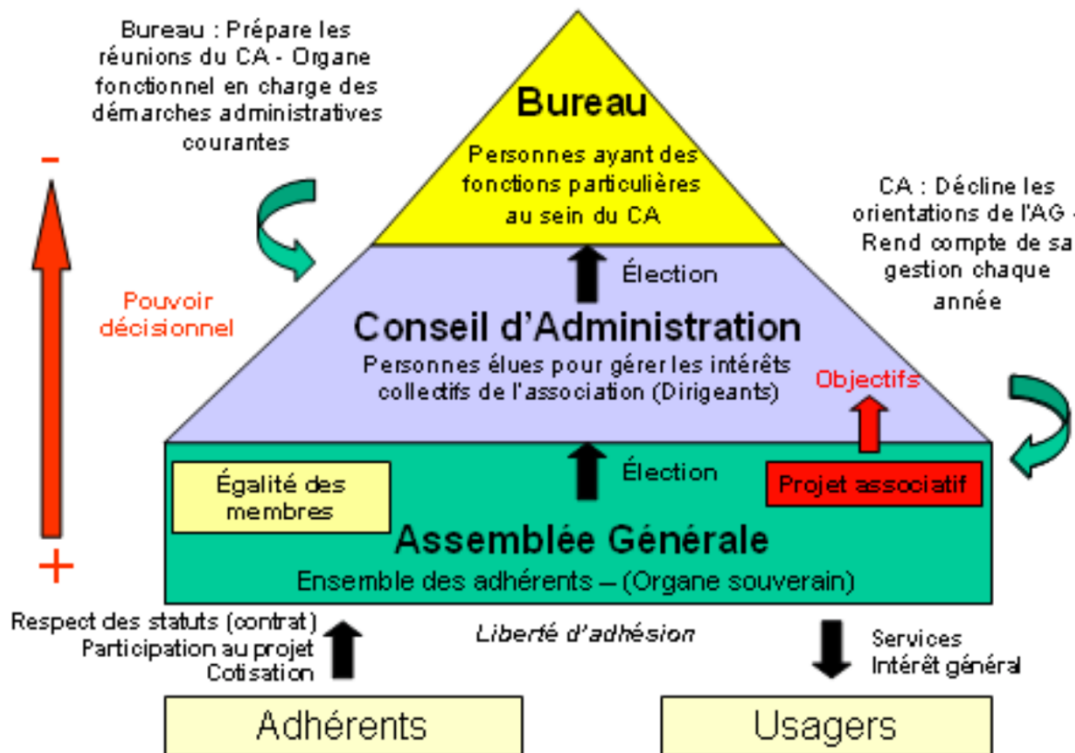 Bureau : Prépare les
réunions du CA - Organe
fonctionnel en charge des
démarches administratives
courantes
Bureau
Personnes ayant des
fonctions particulières
au sein du CA
CA : Décline les
orientations de l'AG -
Rend compte de sa
gestion chaque
année
-
Pouvoir
décisionnel
+
Élection
Conseil d'Administration
Personnes élues pour gérer les intérêts
collectifs de l'association (Dirigeants)
Objectifs
Élection
Égalité des
membres
Projet associatif
Assemblée Générale
Ensemble des adhérents – (Organe souverain)
Respect des statuts (contrat)
Participation au projet
Cotisation
Liberté d'adhésion
Services
Intérêt général
Adhérents
Usagers